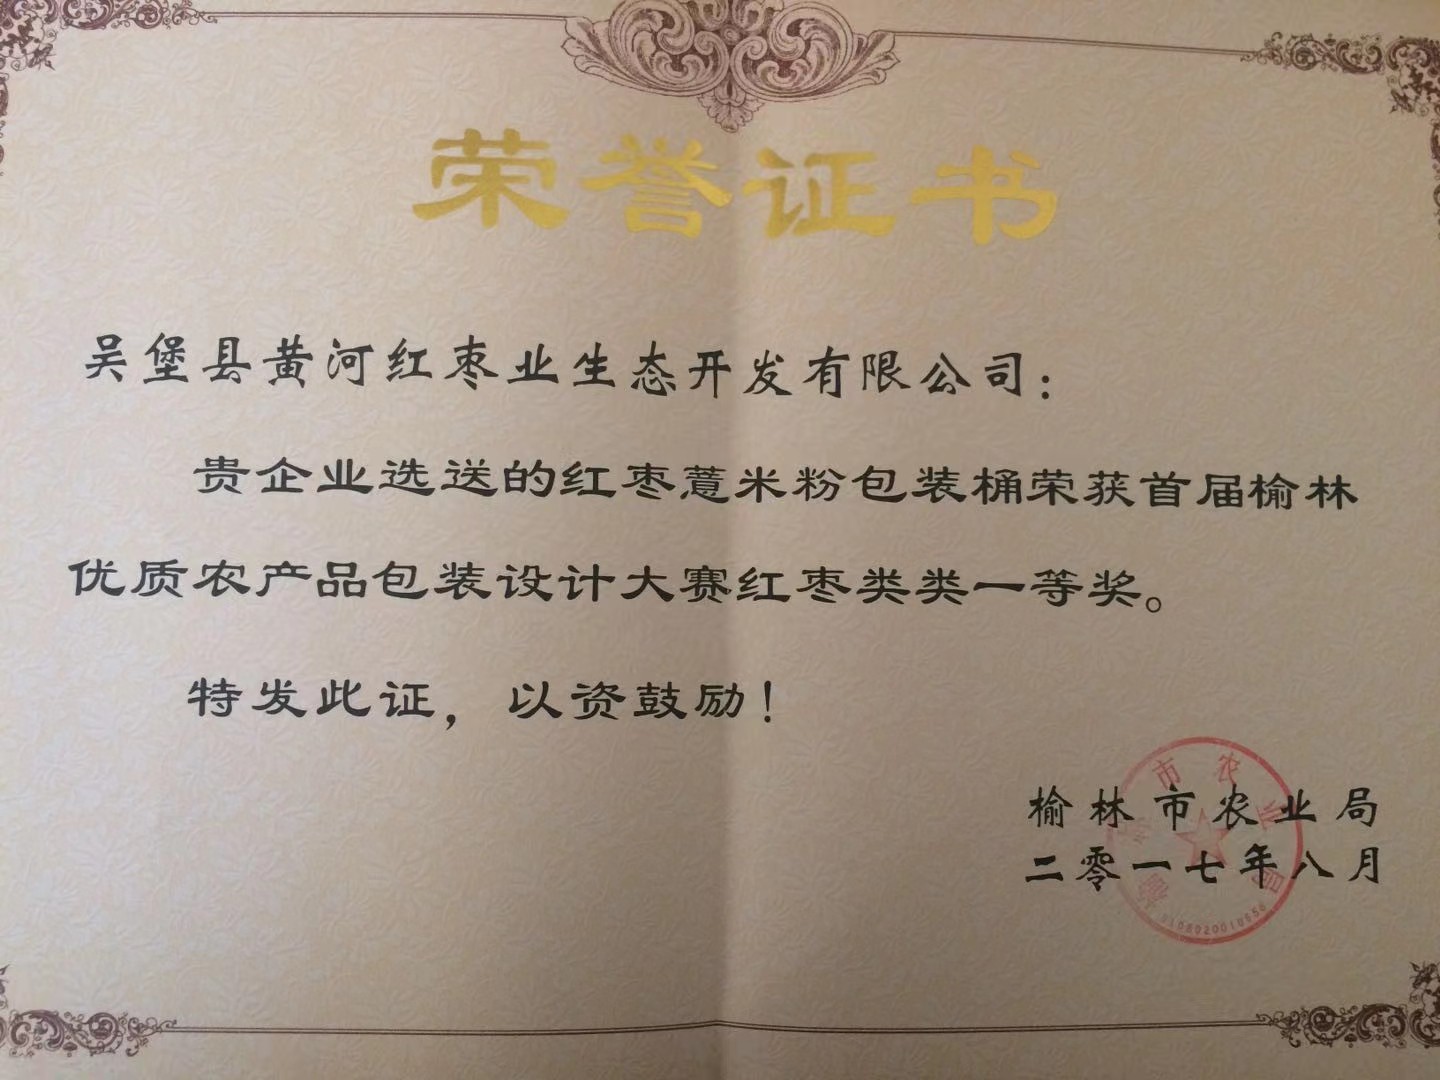 荣誉证书
吴堡县黄河红枣业生态开发有限公司：
贵企业选送的红枣薏米粉包装桶荣获首届榆林
优质农产品包装设计大赛红枣类类一等奖。
特发此证，以资鼓励！
榆林市农业局
二零一七年八月
榆林市农业局